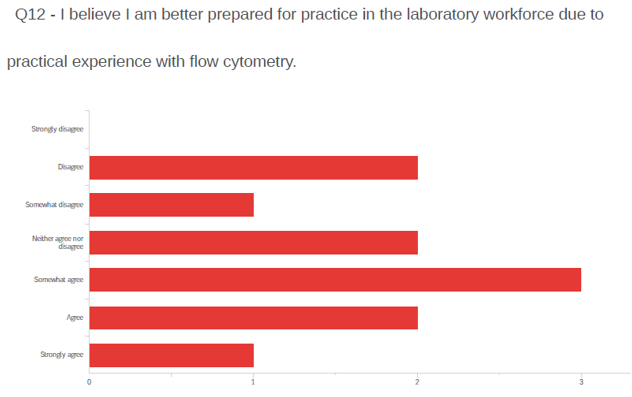 Q12 - I believe I am better prepared for practice in the laboratory workforce due to
practical experience with flow cytometry.
Strongly disagree
Disagree
Somewhat disagree
Neither agree nor
disagree
Somewhat agree
Agree
Strongly agree
0 1 2 3